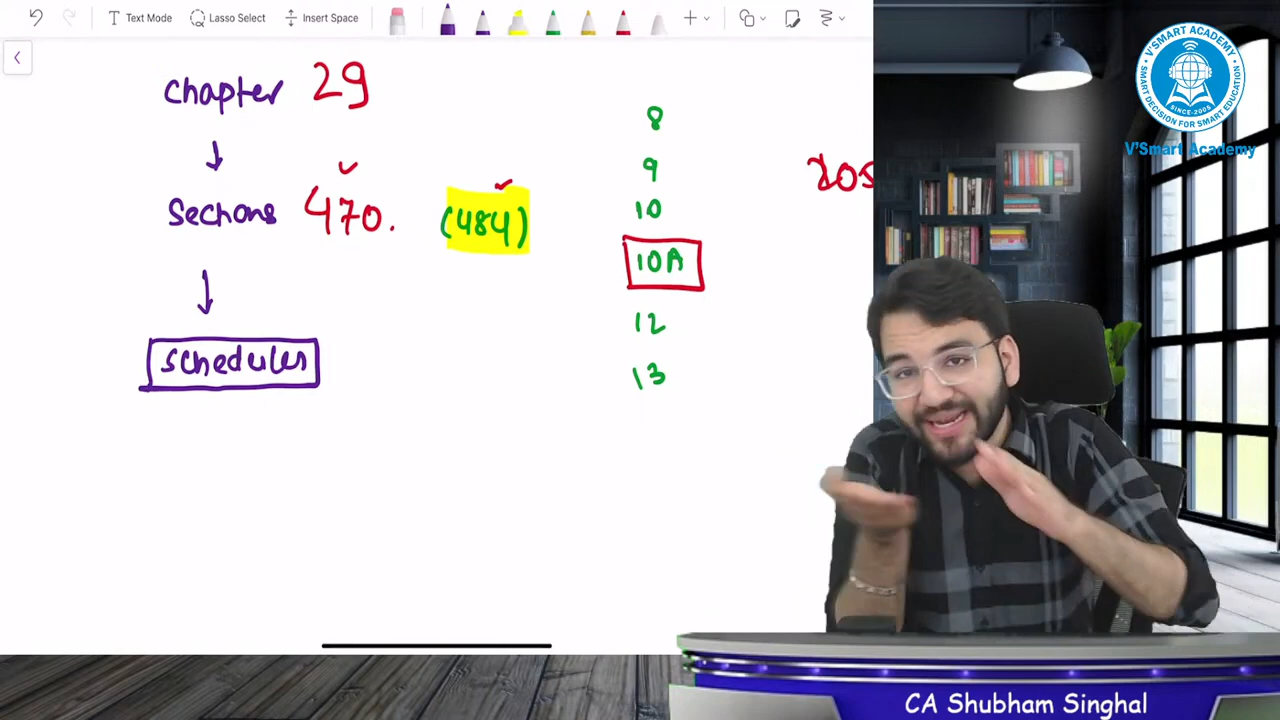 Text Mode Lasso Select Insert Space
Chapter 29
Sections 470. (484)
Schedules
8
9
10
10A
12
13
V'SMART ACADEMY
SMART DECISION FOR SMART EDUCATION
SINCE-2005
V'Smart Academy
CA Shubham Singhal